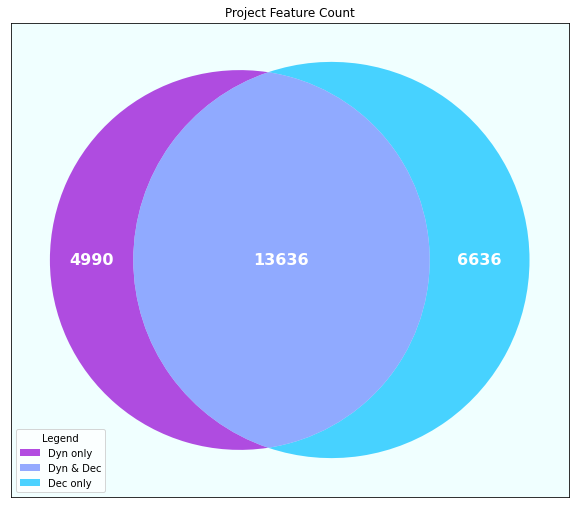 Project Feature Count
4990
13636
6636
Legend
Dyn only
Dyn & Dec
Dec only